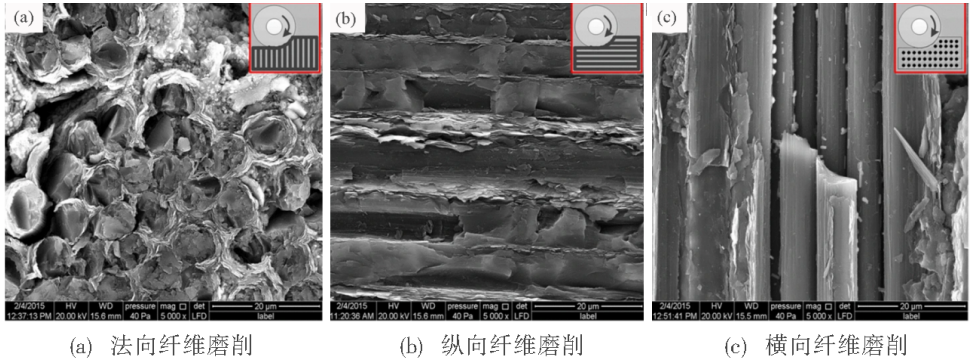 (a)
(b)
(c)
2/4/2015 HV WD pressure mag □ det 20 µm
12:37:13 PM 20.00 kV 15.6 mm 40 Pa 5 000 x LFD label
2/4/2015 HV WD pressure mag □ det 20 µm
11:20:36 AM 20.00 kV 15.6 mm 40 Pa 5 000 x LFD label
2/4/2015 HV WD pressure mag □ det 20 µm
12:51:41 PM 20.00 kV 15.5 mm 40 Pa 5 000 x LFD label
(a) 法向纤维磨削
(b) 纵向纤维磨削
(c) 横向纤维磨削